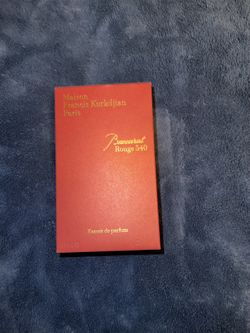 Maison
Francis Kurkdjian
Paris
Baccarat
Rouge 540
Extrait de parfum